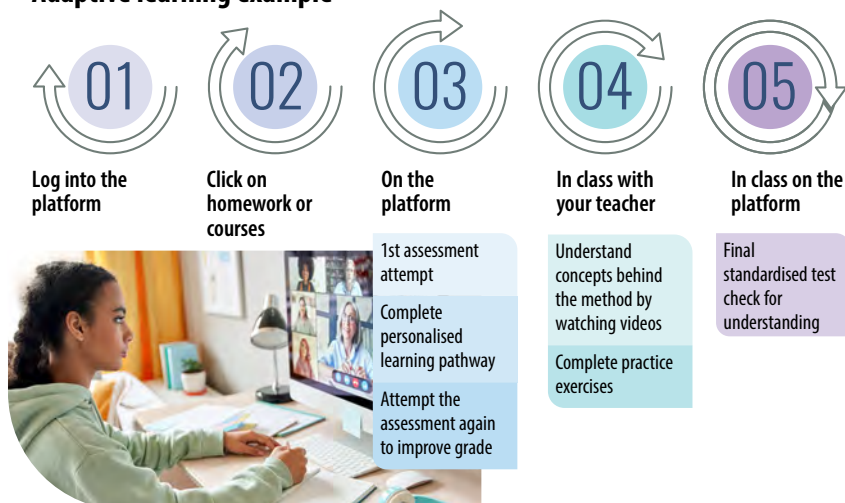 Adaptive learning example
01
02
03
04
05
Log into the
platform
Click on
homework or
courses
On the
platform
1st assessment
attempt
Complete
personalised
learning pathway
Attempt the
assessment again
to improve grade
In class with
your teacher
Understand
concepts behind
the method by
watching videos
Complete practice
exercises
In class on the
platform
Final
standardised test
check for
understanding